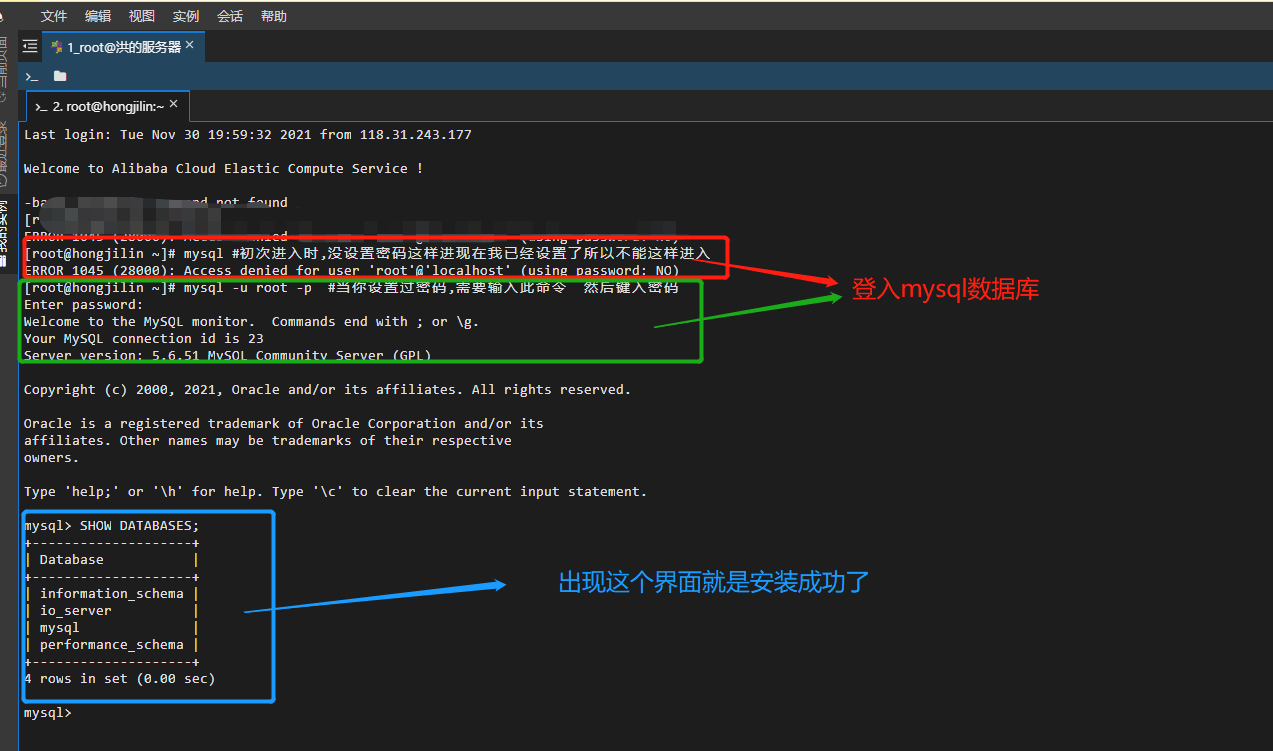 文件 编辑 视图 实例 会话 帮助
1_root@洪的服务器 ×
>_
>_ 2. root@hongjilin:~ ×
Last login: Tue Nov 30 19:59:32 2021 from 118.31.243.177
Welcome to Alibaba Cloud Elastic Compute Service !
-ba nd not found
[r
ERROR 1045 (28000): (using password: NO)
[root@hongjilin ~]# mysql #初次进入时,没设置密码这样进现在我已经设置了所以不能这样进入
ERROR 1045 (28000): Access denied for user 'root'@'localhost' (using password: NO)
[root@hongjilin ~]# mysql -u root -p #当你设置过密码,需要输入此命令 然后键入密码
登入mysql数据库
Enter password:
Welcome to the MySQL monitor. Commands end with ; or \g.
Your MySQL connection id is 23
Server version: 5.6.51 MySQL Community Server (GPL)
Copyright (c) 2000, 2021, Oracle and/or its affiliates. All rights reserved.
Oracle is a registered trademark of Oracle Corporation and/or its
affiliates. Other names may be trademarks of their respective
owners.
Type 'help;' or '\h' for help. Type '\c' to clear the current input statement.
mysql> SHOW DATABASES;
+--------------------+
| Database           |
+--------------------+
| information_schema |
| io_server          |
| mysql              |
| performance_schema |
+--------------------+
4 rows in set (0.00 sec)
出现这个界面就是安装成功了
mysql>